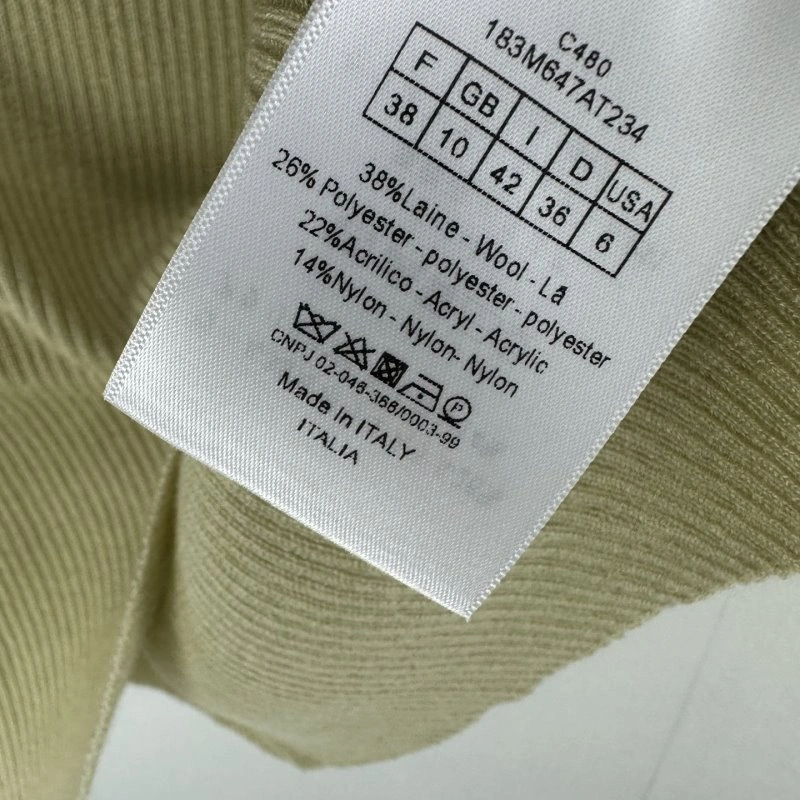 C480
183M647AT234
F GB I D USA
38 10 42 36 6
38%Laine - Wool - Lã
26% Polyester - polyester - polyester
22%Acrilico - Acryl - Acrylic
14%Nylon - Nylon- Nylon
CNPJ 02-046-366/0003-99
Made In ITALY
ITALIA